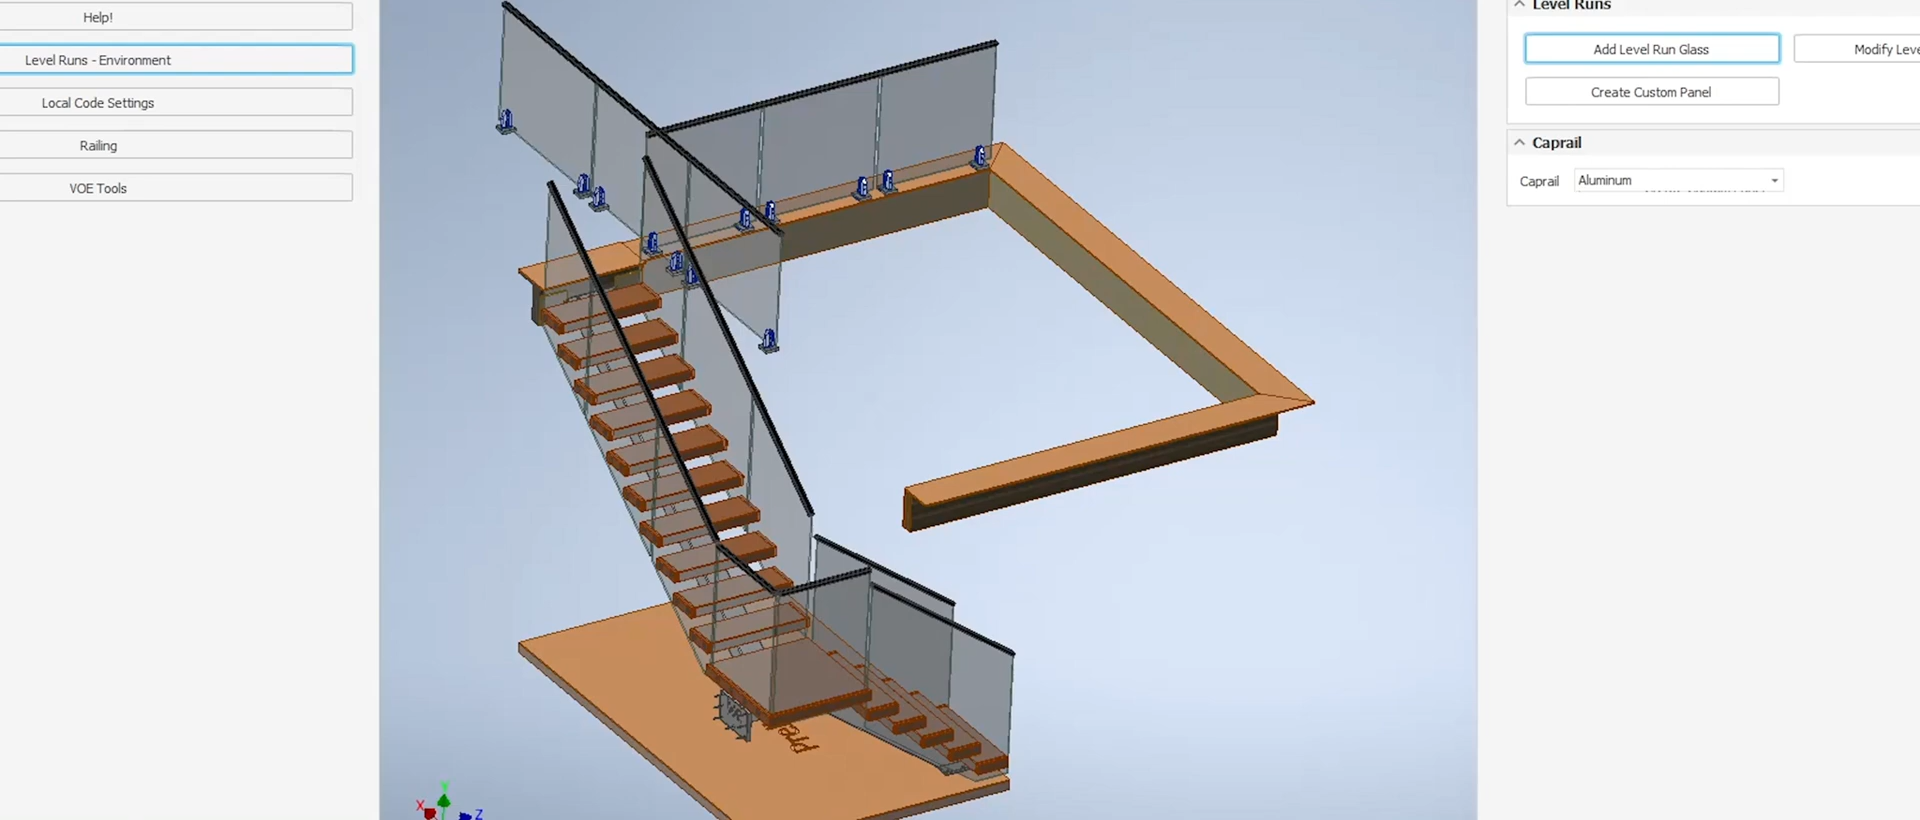 Help!
Level Runs - Environment
Local Code Settings
Railing
VOE Tools
Level Runs
Add Level Run Glass
Modify Leve
Create Custom Panel
Caprail
Caprail
Aluminum
X
Y
Z